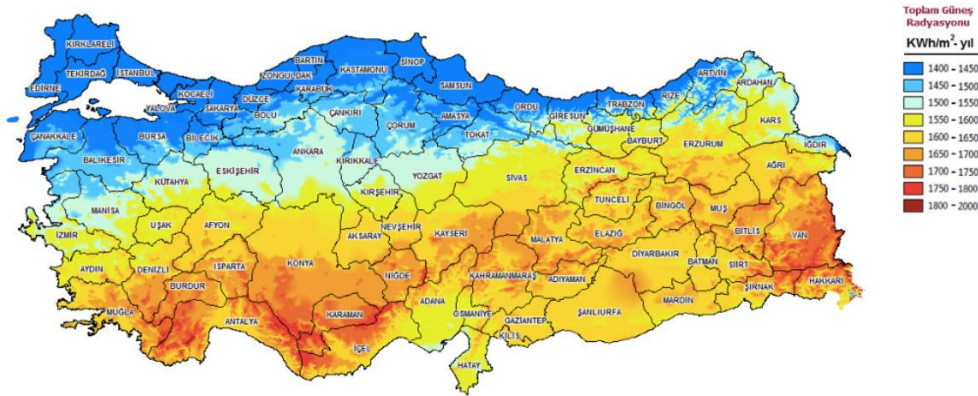 Toplam Güneş
Radyasyonu
KWh/m²- yıl
1400 - 1450
1450 - 1500
1500 - 1550
1550 - 1600
1600 - 1650
1650 - 1700
1700 - 1750
1750 - 1800
1800 - 2000
KIRKLARELİ
TEKİRDAĞ
İSTANBUL
EDİRNE
KOCAELİ
YALOVA
SAKARYA
DÜZCE
ZONGULDAK
BARTIN
KARABÜK
KASTAMONU
SİNOP
SAMSUN
ORDU
GİRESUN
TRABZON
RİZE
ARTVİN
ARDAHAN
ÇANAKKALE
BURSA
BİLECİK
BOLU
ÇANKIRI
ÇORUM
AMASYA
TOKAT
GÜMÜŞHANE
BAYBURT
ERZURUM
KARS
IĞDIR
BALIKESİR
KÜTAHYA
ESKİŞEHİR
ANKARA
KIRIKKALE
YOZGAT
SİVAS
ERZİNCAN
AĞRI
MANİSA
UŞAK
AFYON
KIRŞEHİR
NEVŞEHİR
KAYSERİ
TUNCELİ
BİNGÖL
MUŞ
BİTLİS
VAN
İZMİR
AKSARAY
MALATYA
ELAZIĞ
DİYARBAKIR
BATMAN
SİİRT
AYDIN
DENİZLİ
ISPARTA
BURDUR
KONYA
NİĞDE
KAHRAMANMARAŞ
ADIYAMAN
MARDİN
ŞIRNAK
HAKKARİ
MUĞLA
ANTALYA
KARAMAN
İÇEL
ADANA
OSMANİYE
GAZİANTEP
KİLİS
ŞANLIURFA
HATAY